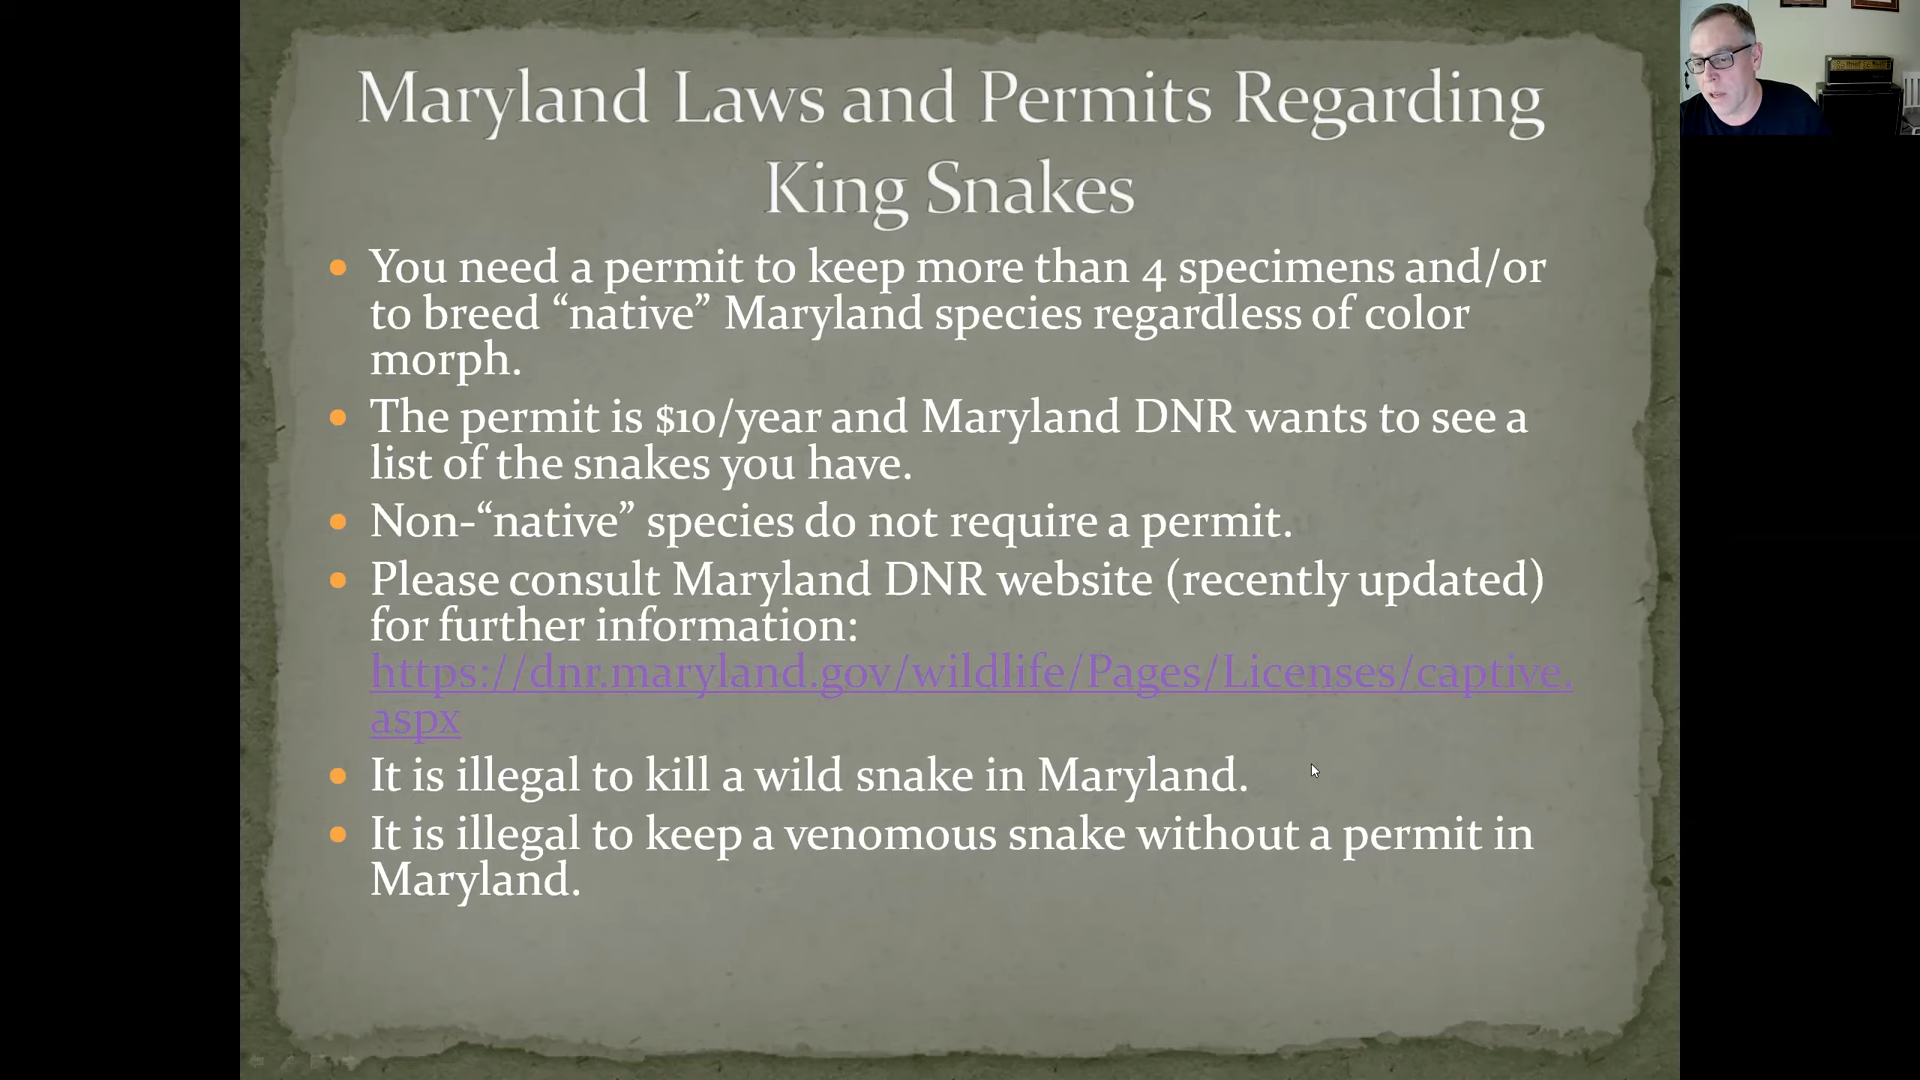 Maryland Laws and Permits Regarding
King Snakes
• You need a permit to keep more than 4 specimens and/or
to breed “native” Maryland species regardless of color
morph.
• The permit is $10/year and Maryland DNR wants to see a
list of the snakes you have.
• Non-“native” species do not require a permit.
• Please consult Maryland DNR website (recently updated)
for further information:
https://dnr.maryland.gov/wildlife/Pages/Licenses/captive.
aspx
• It is illegal to kill a wild snake in Maryland.
• It is illegal to keep a venomous snake without a permit in
Maryland.